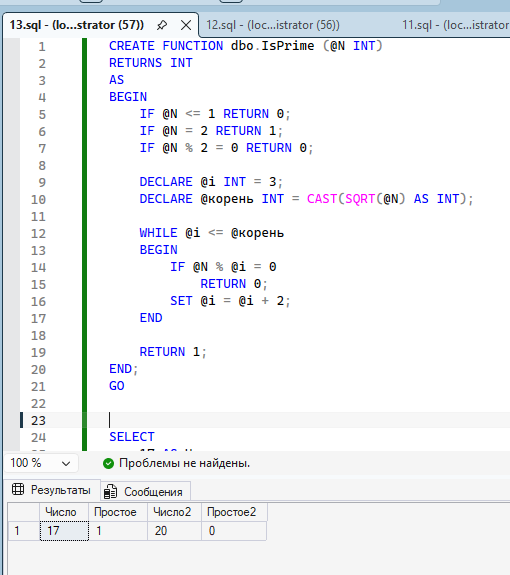 13.sql - (lo...strator (57))
12.sql - (loc...istrator (56))
11.sql - (loc...istrator
1 CREATE FUNCTION dbo.IsPrime (@N INT)
2 RETURNS INT
3 AS
4 BEGIN
5 IF @N <= 1 RETURN 0;
6 IF @N = 2 RETURN 1;
7 IF @N % 2 = 0 RETURN 0;
8
9 DECLARE @i INT = 3;
10 DECLARE @корень INT = CAST(SQRT(@N) AS INT);
11
12 WHILE @i <= @корень
13 BEGIN
14 IF @N % @i = 0
15 RETURN 0;
16 SET @i = @i + 2;
17 END
18
19 RETURN 1;
20 END;
21 GO
22
23
24 SELECT
100 %
Проблемы не найдены.
Результаты
Сообщения
Число Простое Число2 Простое2
1 17 1 20 0